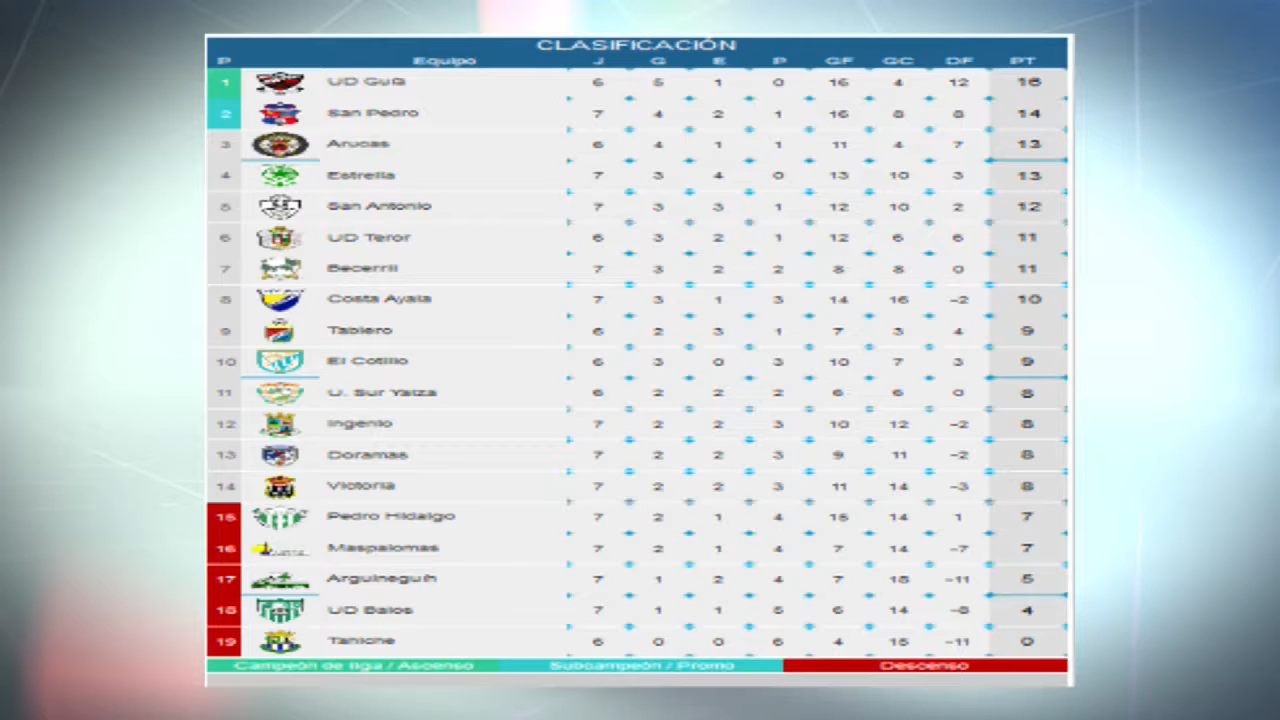 CLASIFICACIÓN
P Equipo J G E P GF GC DF PT
1 UD Guía 6 5 1 0 16 4 12 16
2 San Pedro 7 4 2 1 16 8 8 14
3 Arucas 6 4 1 1 11 4 7 13
4 Estrella 7 3 4 0 13 10 3 13
5 San Antonio 7 3 3 1 12 10 2 12
6 UD Teror 6 3 2 1 12 6 6 11
7 Becerril 7 3 2 2 8 8 0 11
8 Costa Ayala 7 3 1 3 14 16 -2 10
9 Tablero 6 2 3 1 7 3 4 9
10 El Cotillo 6 3 0 3 10 7 3 9
11 U. Sur Yaiza 6 2 2 2 6 6 0 8
12 Ingenio 7 2 2 3 10 12 -2 8
13 Doramas 7 2 2 3 9 11 -2 8
14 Victoria 7 2 2 3 11 14 -3 8
15 Pedro Hidalgo 7 2 1 4 15 14 1 7
16 Maspalomas 7 2 1 4 7 14 -7 7
17 Arguineguín 7 1 2 4 7 18 -11 5
18 UD Balos 7 1 1 5 6 14 -8 4
19 Taniche 6 0 0 6 4 15 -11 0
Campeón de liga / Ascenso Subcampeón / Promo Descenso